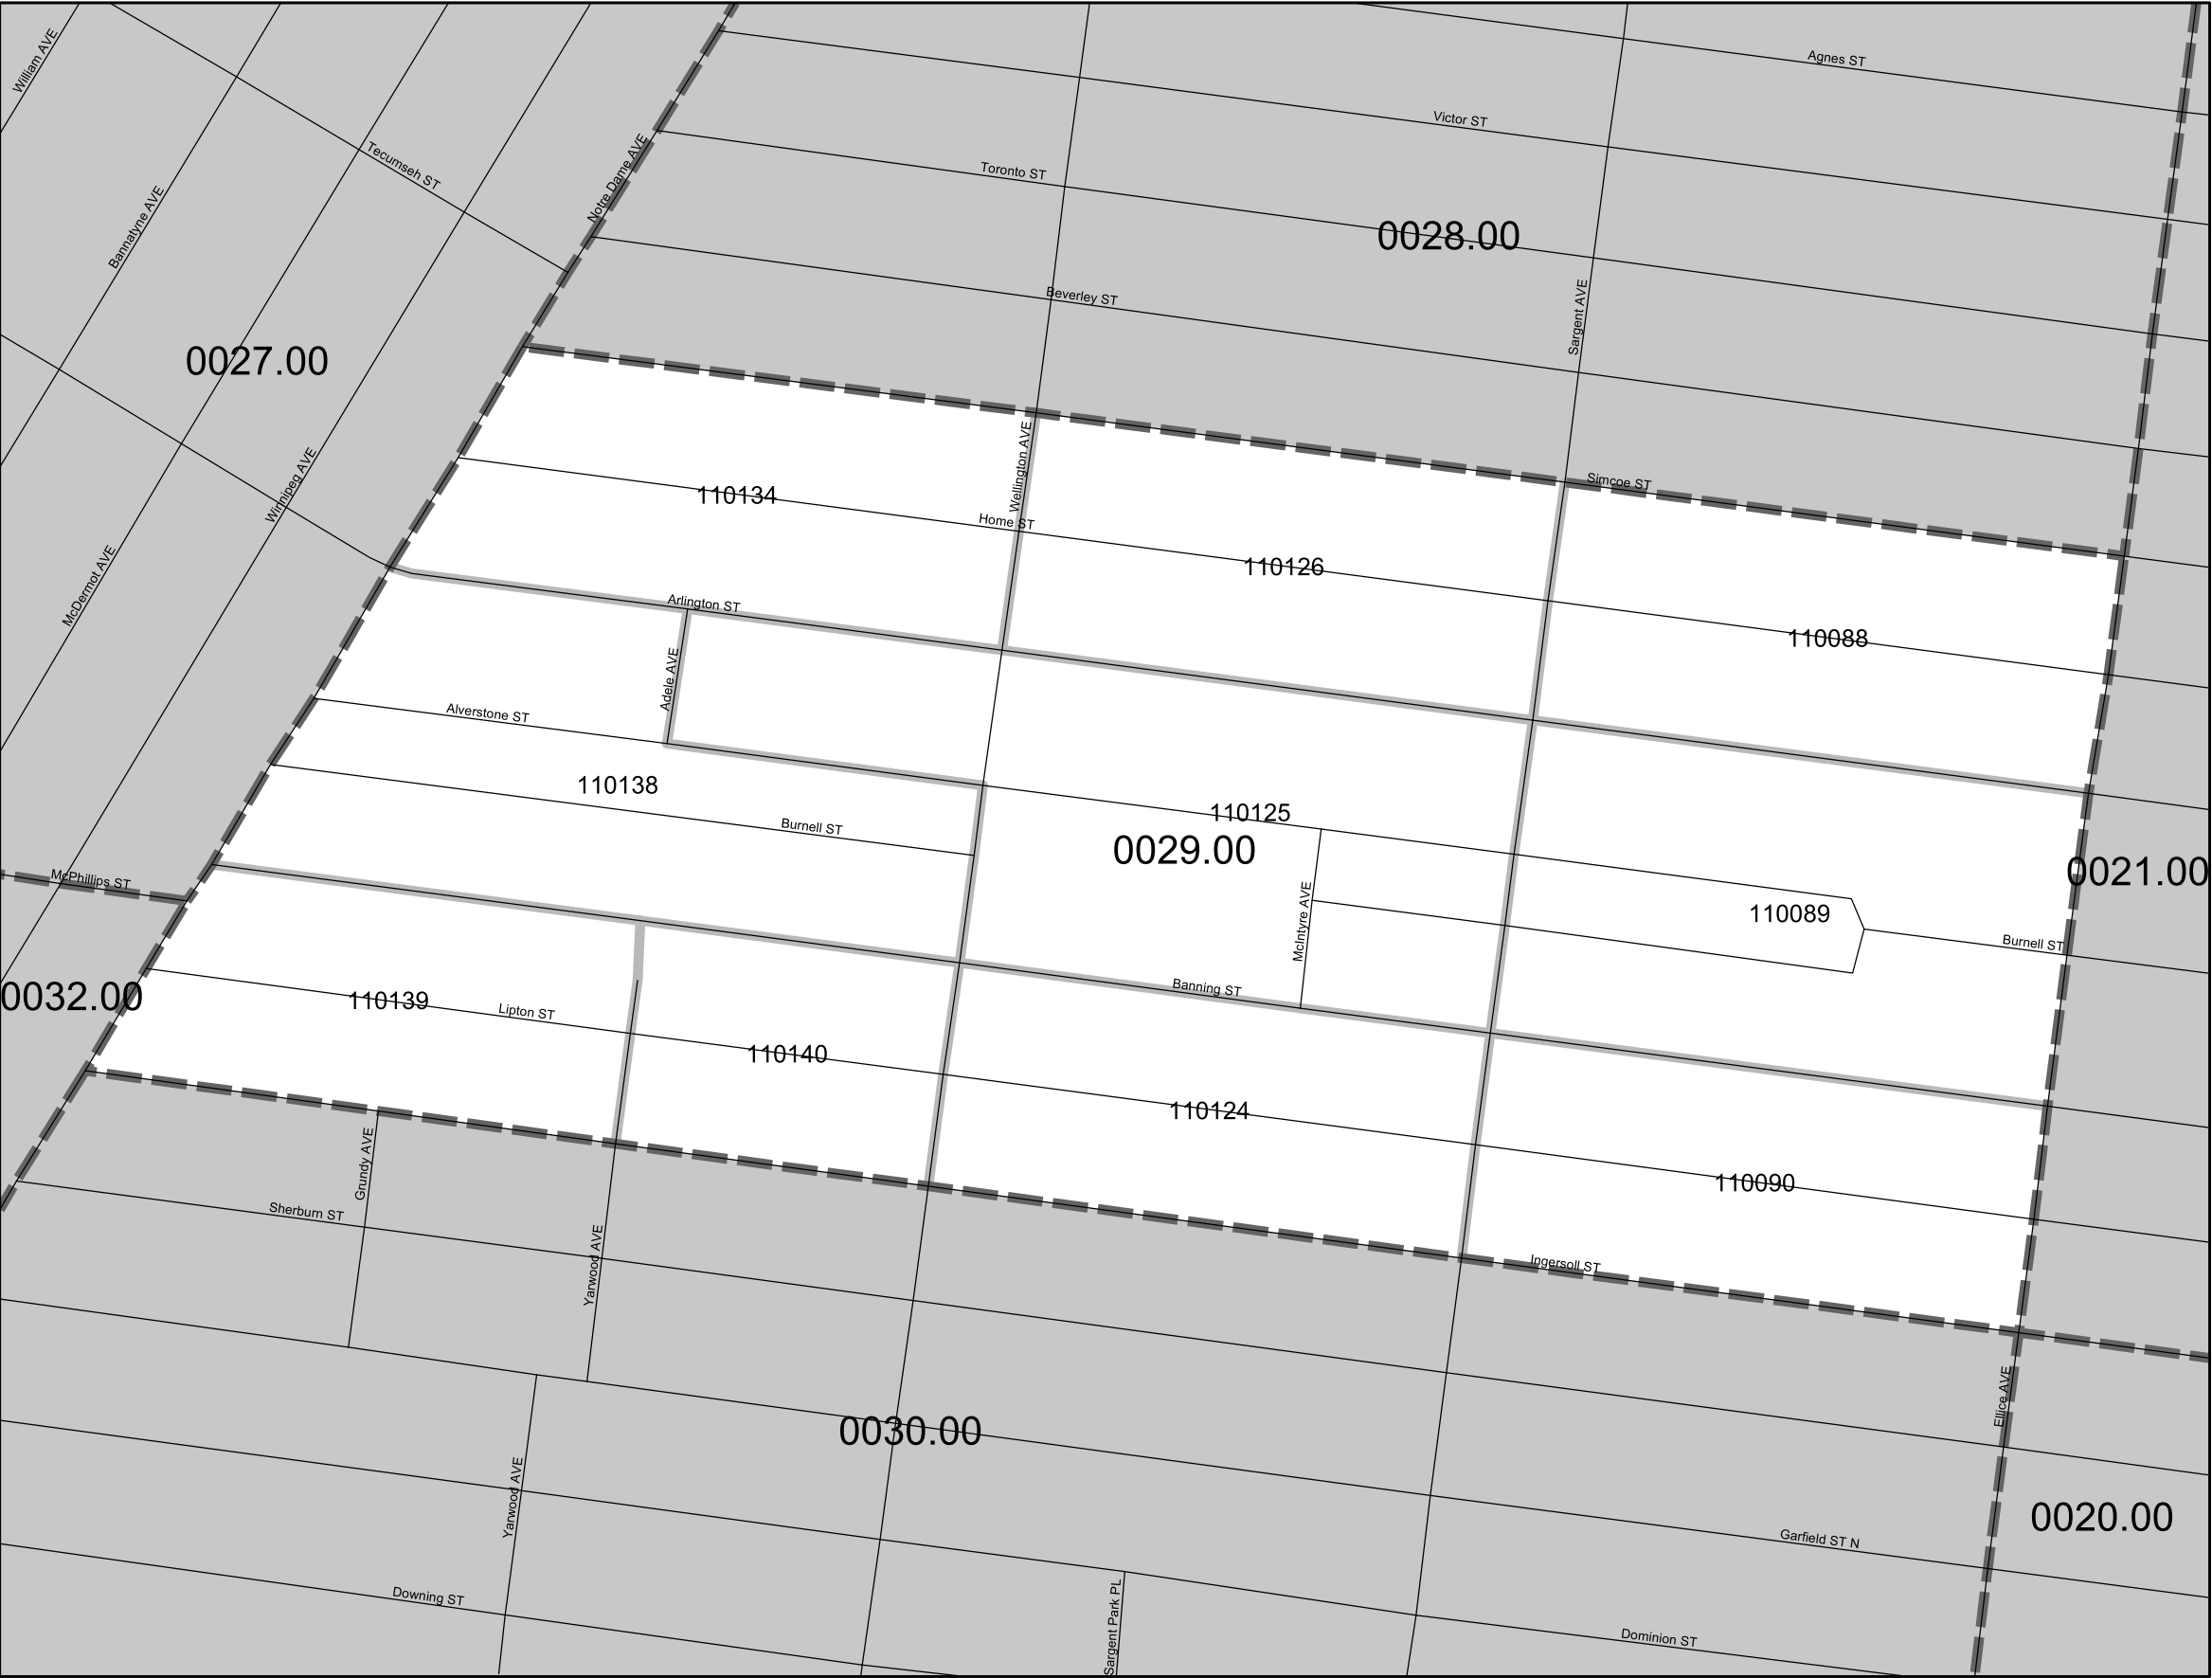 William AVE
Agnes ST
Victor ST
Tecumseh ST
Toronto ST
Notre Dame AVE
Bannatyne AVE
0028.00
Beverley ST
Sargent AVE
0027.00
Wellington AVE
Simcoe ST
Winnipeg AVE
110134
Home ST
110126
McDermot AVE
Arlington ST
110088
Adele AVE
Alverstone ST
110138
110125
Burnell ST
0029.00
McPhillips ST
0021.00
McIntyre AVE
110089
Burnell ST
0032.00
110139
Lipton ST
Banning ST
110140
110124
Grundy AVE
110090
Sherburn ST
Yarwood AVE
Ingersoll ST
Ellice AVE
0030.00
Yarwood AVE
0020.00
Garfield ST N
Downing ST
Sargent Park PL
Dominion ST